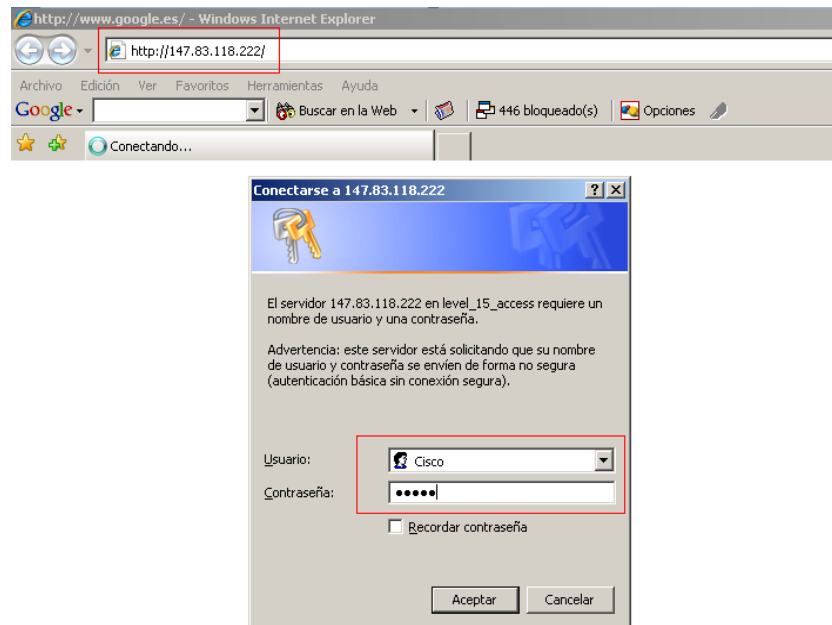 http://www.google.es/ - Windows Internet Explorer
http://147.83.118.222/
Archivo Edición Ver Favoritos Herramientas Ayuda
Google Buscar en la Web 446 bloqueado(s) Opciones
Conectando...
Conectarse a 147.83.118.222
El servidor 147.83.118.222 en level_15_access requiere un
nombre de usuario y una contraseña.
Advertencia: este servidor está solicitando que su nombre
de usuario y contraseña se envíen de forma no segura
(autenticación básica sin conexión segura).
Usuario: Cisco
Contraseña: •••••
Recordar contraseña
Aceptar Cancelar